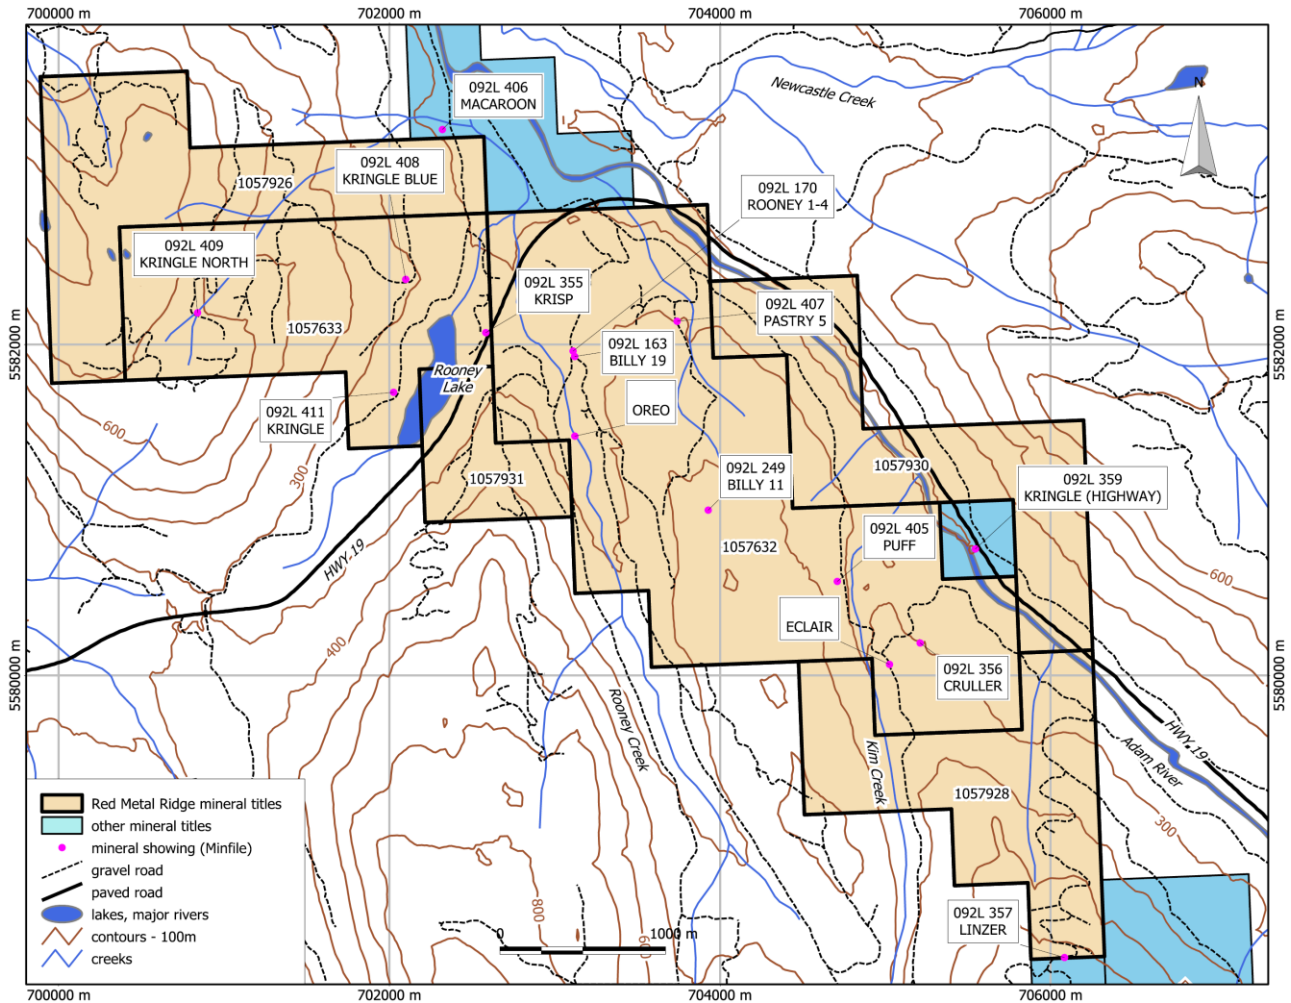 700000 m
702000 m
704000 m
706000 m
Newcastle Creek
N
092L 406
MACAROON
092L 408
KRINGLE BLUE
1057926
092L 170
ROONEY 1-4
092L 409
KRINGLE NORTH
092L 355
KRISP
092L 407
PASTRY 5
1057633
5582000 m
5582000 m
092L 163
BILLY 19
Rooney
Lake
OREO
092L 411
KRINGLE
600
300
1057931
092L 249
BILLY 11
1057930
092L 359
KRINGLE (HIGHWAY)
092L 405
PUFF
1057632
HWY 19
600
400
ECLAIR
092L 356
CRULLER
5580000 m
5580000 m
Rooney Creek
Kim Creek
HWY 19
Adam River
1057928
300
Red Metal Ridge mineral titles
other mineral titles
mineral showing (Minfile)
gravel road
paved road
lakes, major rivers
contours - 100m
creeks
800
092L 357
LINZER
0
1000 m
700000 m
702000 m
704000 m
706000 m